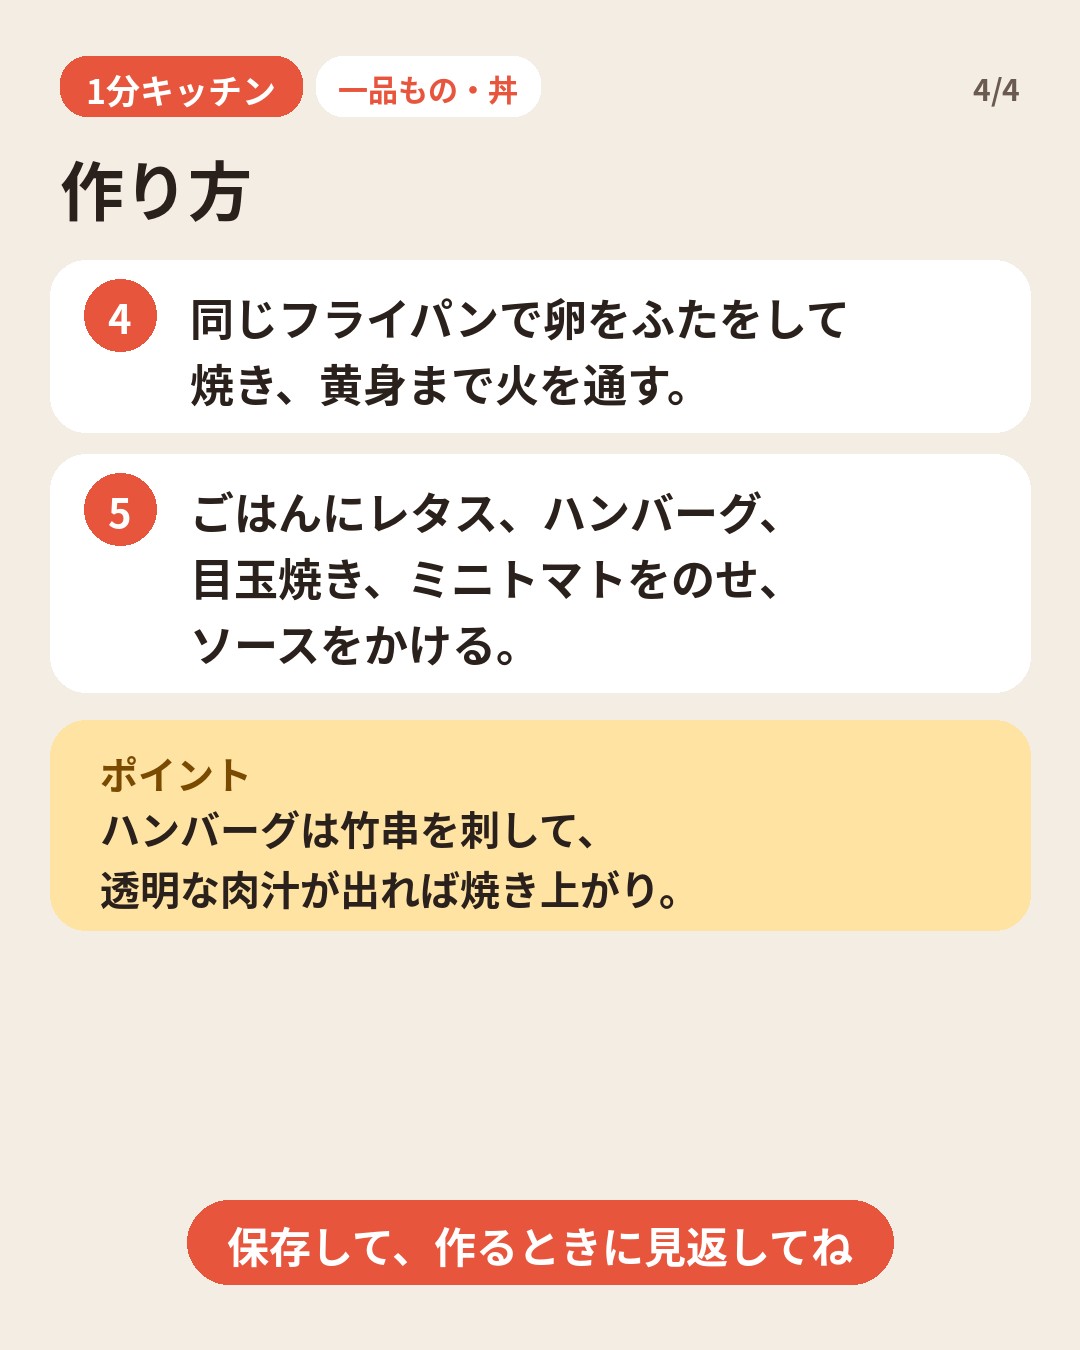 1分キッチン
一品もの・丼
4/4
作り方
4
同じフライパンで卵をふたをして
焼き、黄身まで火を通す。
5
ごはんにレタス、ハンバーグ、
目玉焼き、ミニトマトをのせ、
ソースをかける。
ポイント
ハンバーグは竹串を刺して、
透明な肉汁が出れば焼き上がり。
保存して、作るときに見返してね